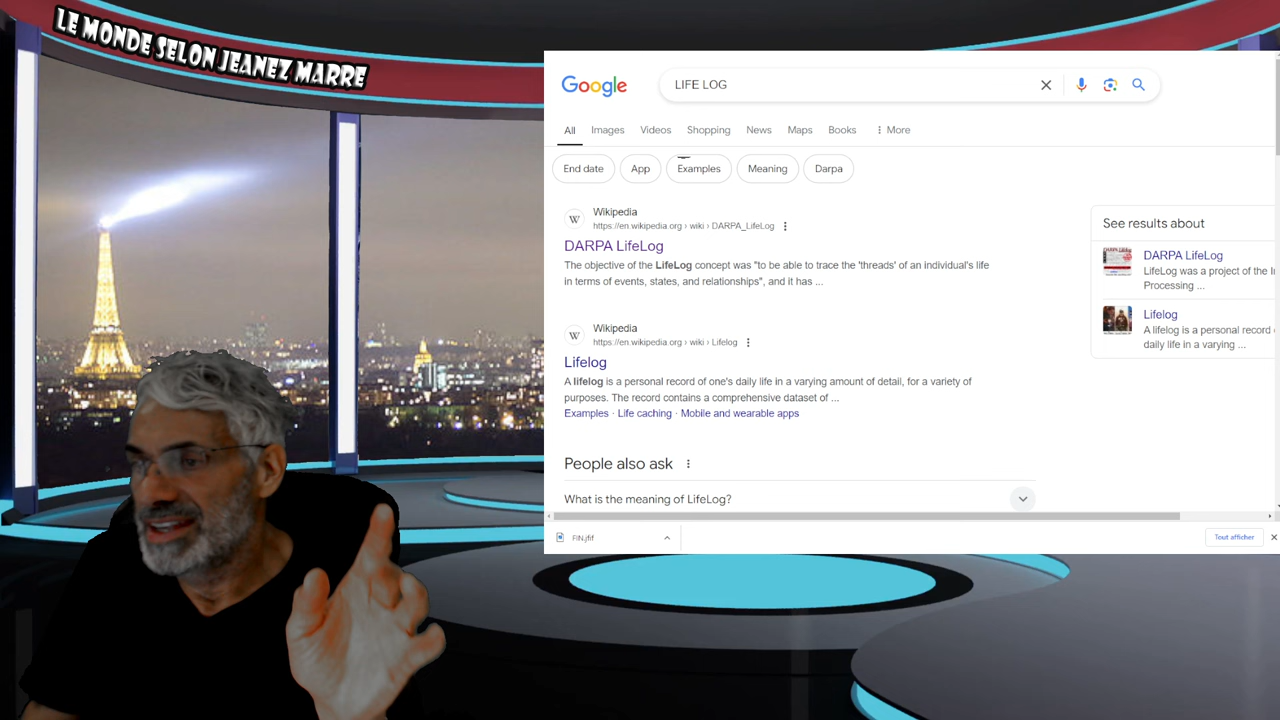 LE MONDE SELON JEANEZ MARRE
Google
LIFE LOG
All Images Videos Shopping News Maps Books More
End date App Examples Meaning Darpa
Wikipedia
https://en.wikipedia.org › wiki › DARPA_LifeLog
DARPA LifeLog
The objective of the LifeLog concept was "to be able to trace the 'threads' of an individual's life
in terms of events, states, and relationships", and it has ...
Wikipedia
https://en.wikipedia.org › wiki › Lifelog
Lifelog
A lifelog is a personal record of one's daily life in a varying amount of detail, for a variety of
purposes. The record contains a comprehensive dataset of ...
Examples · Life caching · Mobile and wearable apps
People also ask
What is the meaning of LifeLog?
See results about
DARPA LifeLog
LifeLog was a project of the
Processing ...
Lifelog
A lifelog is a personal record
daily life in a varying ...
FIN.jfif
Tout afficher